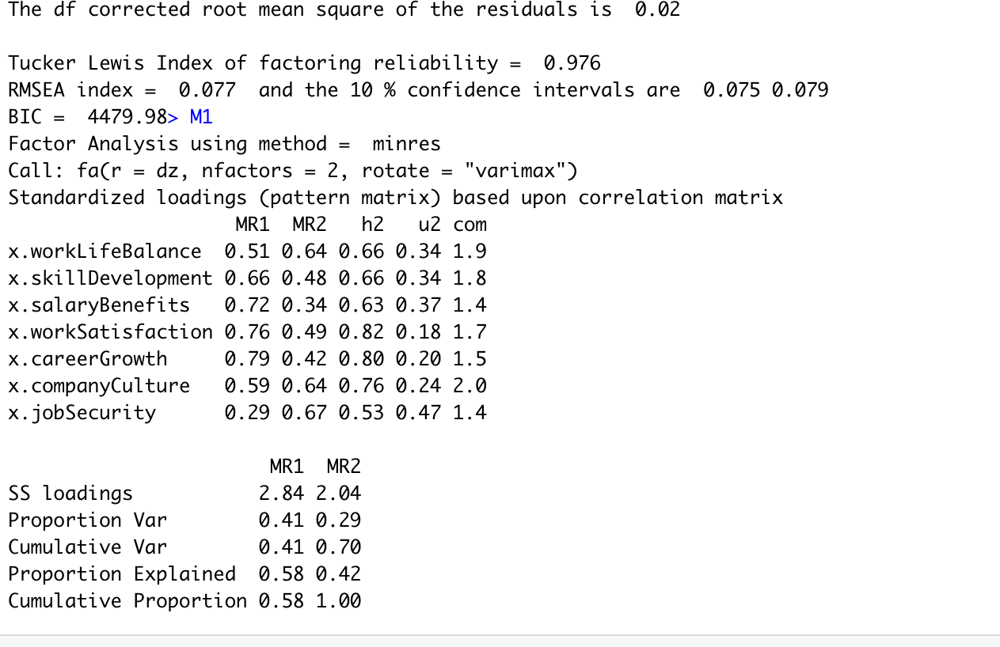 The df corrected root mean square of the residuals is  0.02

Tucker Lewis Index of factoring reliability =  0.976
RMSEA index =  0.077  and the 10 % confidence intervals are  0.075 0.079
BIC =  4479.98> M1
Factor Analysis using method =  minres
Call: fa(r = dz, nfactors = 2, rotate = "varimax")
Standardized loadings (pattern matrix) based upon correlation matrix
                    MR1  MR2   h2   u2 com
x.workLifeBalance  0.51 0.64 0.66 0.34 1.9
x.skillDevelopment 0.66 0.48 0.66 0.34 1.8
x.salaryBenefits   0.72 0.34 0.63 0.37 1.4
x.workSatisfaction 0.76 0.49 0.82 0.18 1.7
x.careerGrowth     0.79 0.42 0.80 0.20 1.5
x.companyCulture   0.59 0.64 0.76 0.24 2.0
x.jobSecurity      0.29 0.67 0.53 0.47 1.4

                       MR1  MR2
SS loadings           2.84 2.04
Proportion Var        0.41 0.29
Cumulative Var        0.41 0.70
Proportion Explained  0.58 0.42
Cumulative Proportion 0.58 1.00